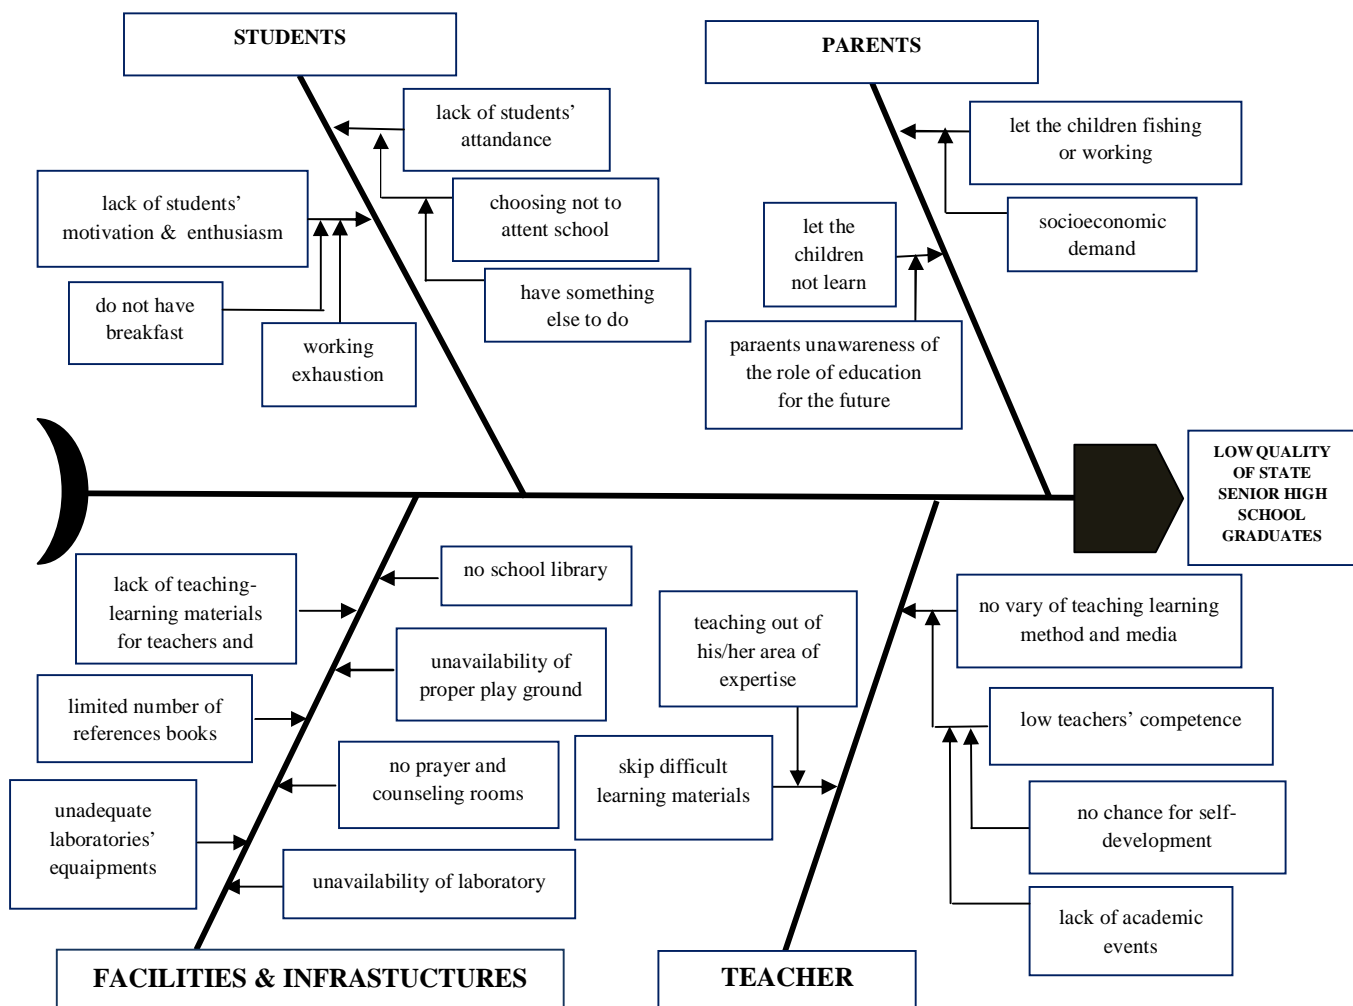 STUDENTS
PARENTS
lack of students’
attandance
let the children fishing
or working
lack of students’
motivation & enthusiasm
choosing not to
attent school
let the
children
not learn
socioeconomic
demand
do not have
breakfast
have something
else to do
working
exhaustion
paraents unawareness of
the role of education
for the future
LOW QUALITY
OF STATE
SENIOR HIGH
SCHOOL
GRADUATES
lack of teaching-
learning materials
for teachers and
no school library
teaching out of
his/her area of
expertise
no vary of teaching learning
method and media
unavailability of
proper play ground
limited number of
references books
low teachers’ competence
no prayer and
counseling rooms
skip difficult
learning materials
unadequate
laboratories’
equaipments
no chance for self-
development
unavailability of laboratory
lack of academic
events
FACILITIES & INFRASTUCTURES
TEACHER